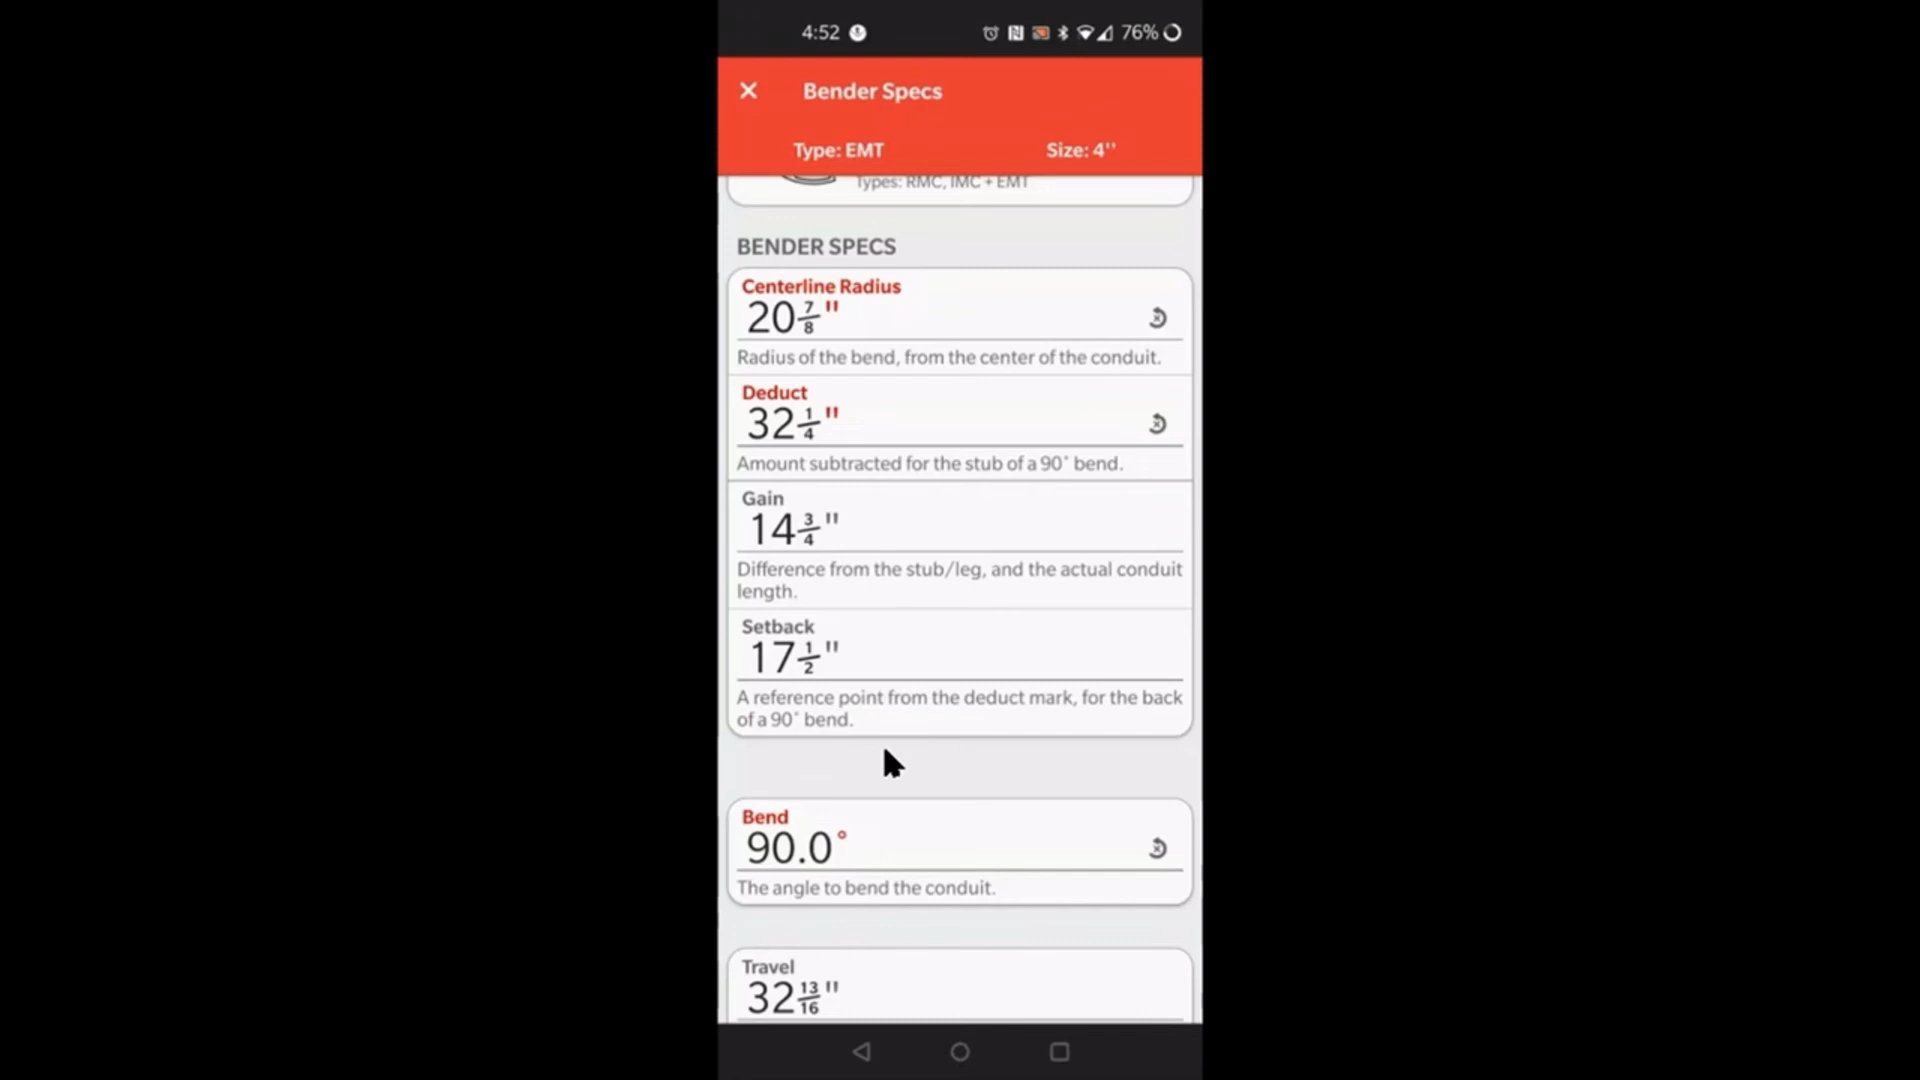 4:52
76%
Bender Specs
Type: EMT
Size: 4''
Types: RMC, IMC + EMT
BENDER SPECS
Centerline Radius
20 7/8"
Radius of the bend, from the center of the conduit.
Deduct
32 1/4"
Amount subtracted for the stub of a 90° bend.
Gain
14 3/4"
Difference from the stub/leg, and the actual conduit
length.
Setback
17 1/2"
A reference point from the deduct mark, for the back
of a 90° bend.
Bend
90.0°
The angle to bend the conduit.
Travel
32 13/16"